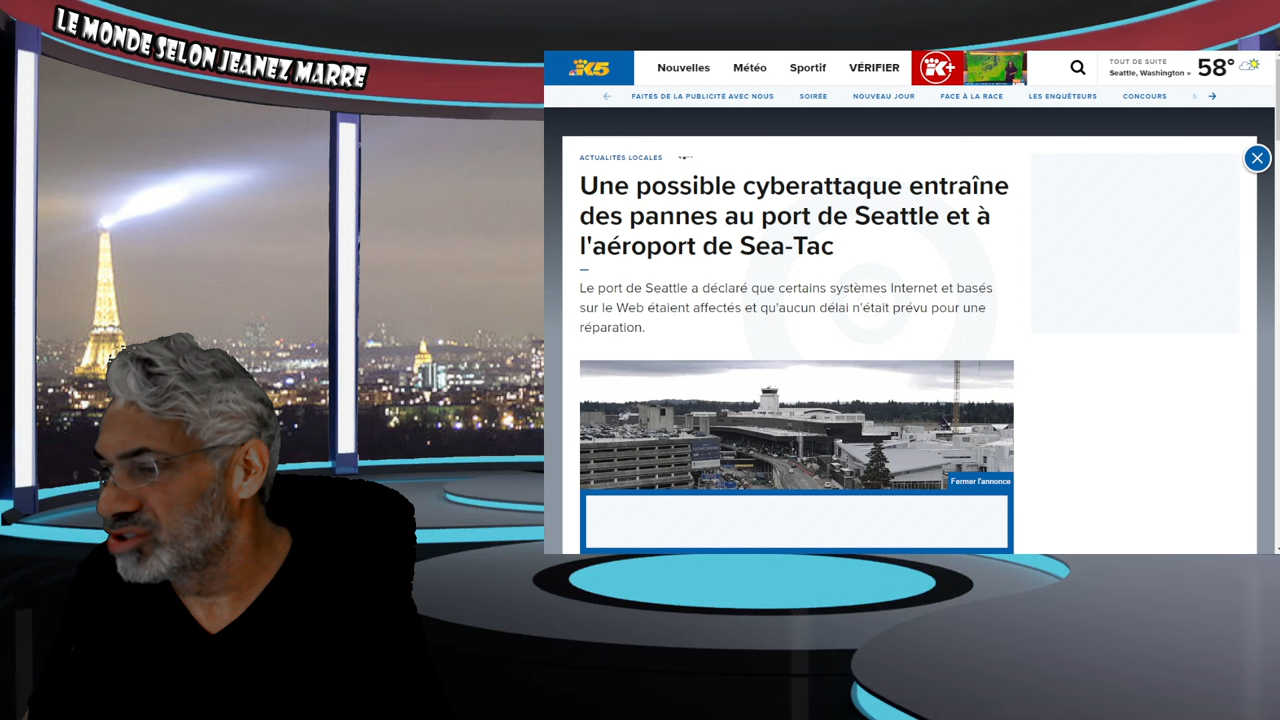 LE MONDE SELON JEANEZ MARRE
K5
Nouvelles
Météo
Sportif
VÉRIFIER
K+
TOUT DE SUITE
Seattle, Washington »
58°
FAITES DE LA PUBLICITÉ AVEC NOUS
SOIRÉE
NOUVEAU JOUR
FACE À LA RACE
LES ENQUÊTEURS
CONCOURS
S
ACTUALITÉS LOCALES
Une possible cyberattaque entraîne
des pannes au port de Seattle et à
l'aéroport de Sea-Tac
Le port de Seattle a déclaré que certains systèmes Internet et basés
sur le Web étaient affectés et qu'aucun délai n'était prévu pour une
réparation.
Fermer l'annonce